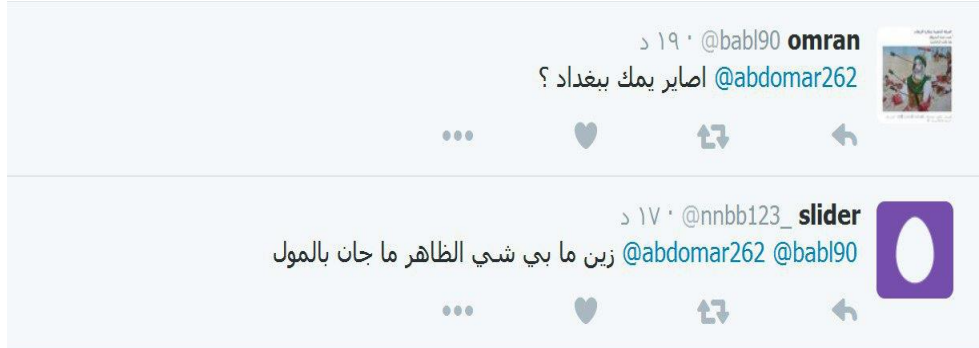 omran @babl90 · ١٩ د
@abdomar262 اصاير يمك ببغداد ؟
slider _@nnbb123 · ١٧ د
@babl90 @abdomar262 زين ما بي شي الظاهر ما جان بالمول